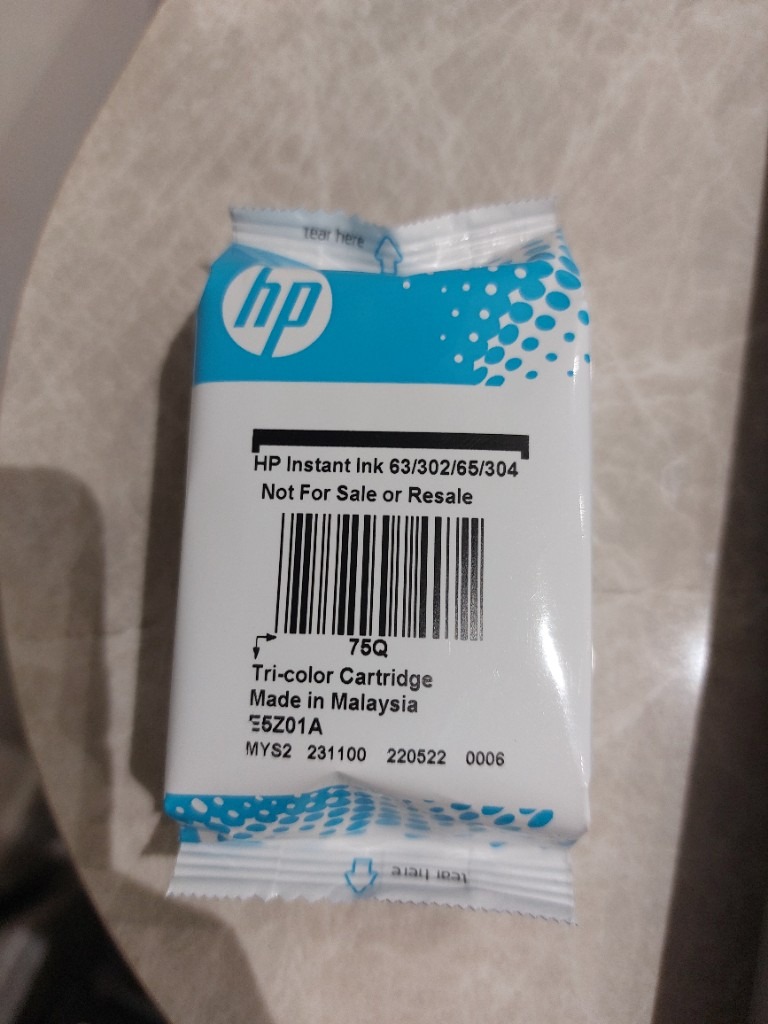 tear here
hp
HP Instant Ink 63/302/65/304
Not For Sale or Resale
75Q
Tri-color Cartridge
Made in Malaysia
E5Z01A
MYS2 231100 220522 0006
tear here